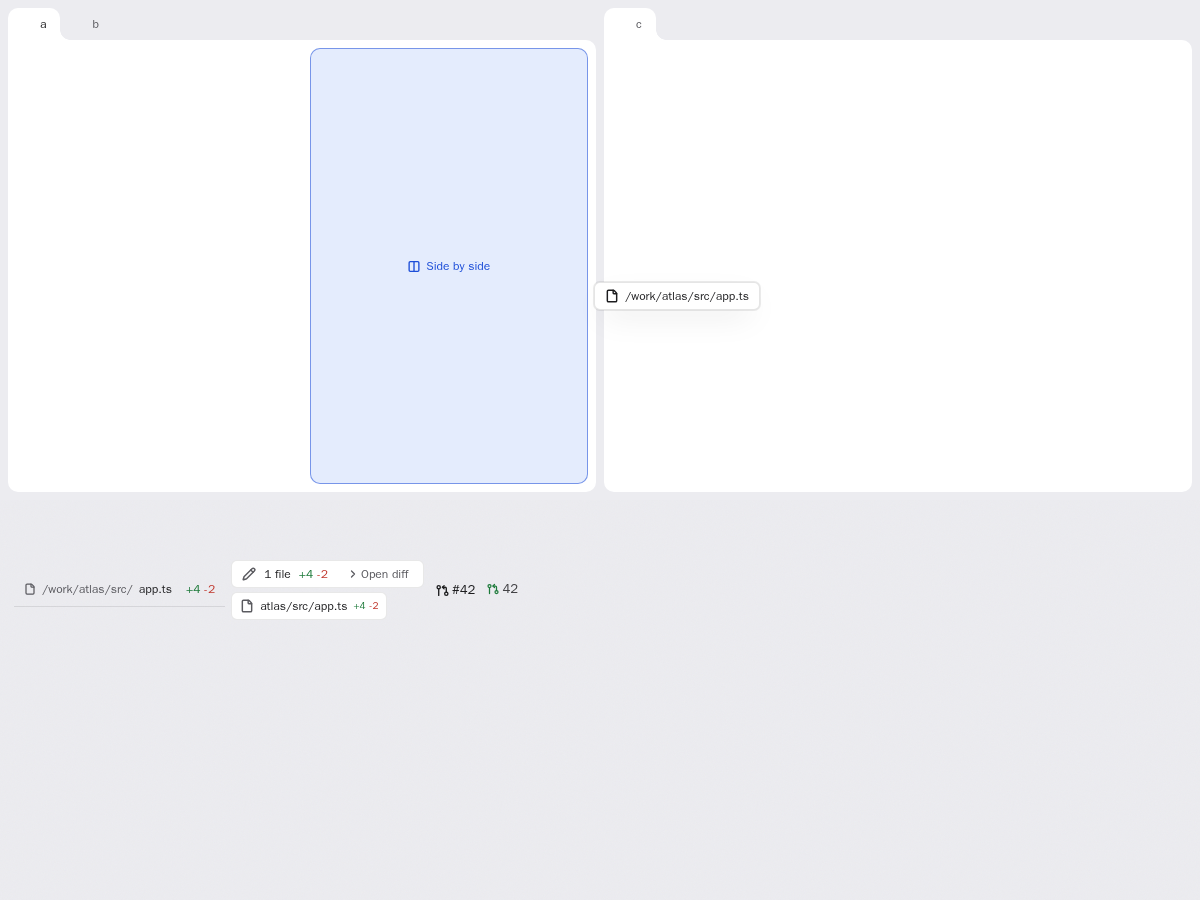 a
b
c
Side by side
/work/atlas/src/app.ts
/work/atlas/src/ app.ts +4 -2
1 file +4 -2 Open diff
atlas/src/app.ts +4 -2
#42
42